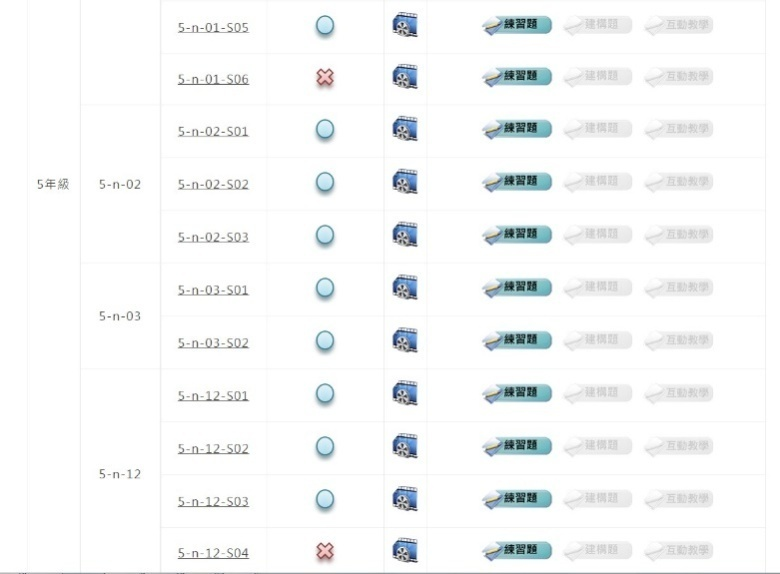 5-n-01-S05 練習題 建構題 互動教學
5-n-01-S06 練習題 建構題 互動教學
5-n-02-S01 練習題 建構題 互動教學
5年級 5-n-02 5-n-02-S02 練習題 建構題 互動教學
5-n-02-S03 練習題 建構題 互動教學
5-n-03-S01 練習題 建構題 互動教學
5-n-03
5-n-03-S02 練習題 建構題 互動教學
5-n-12-S01 練習題 建構題 互動教學
5-n-12-S02 練習題 建構題 互動教學
5-n-12
5-n-12-S03 練習題 建構題 互動教學
5-n-12-S04 練習題 建構題 互動教學